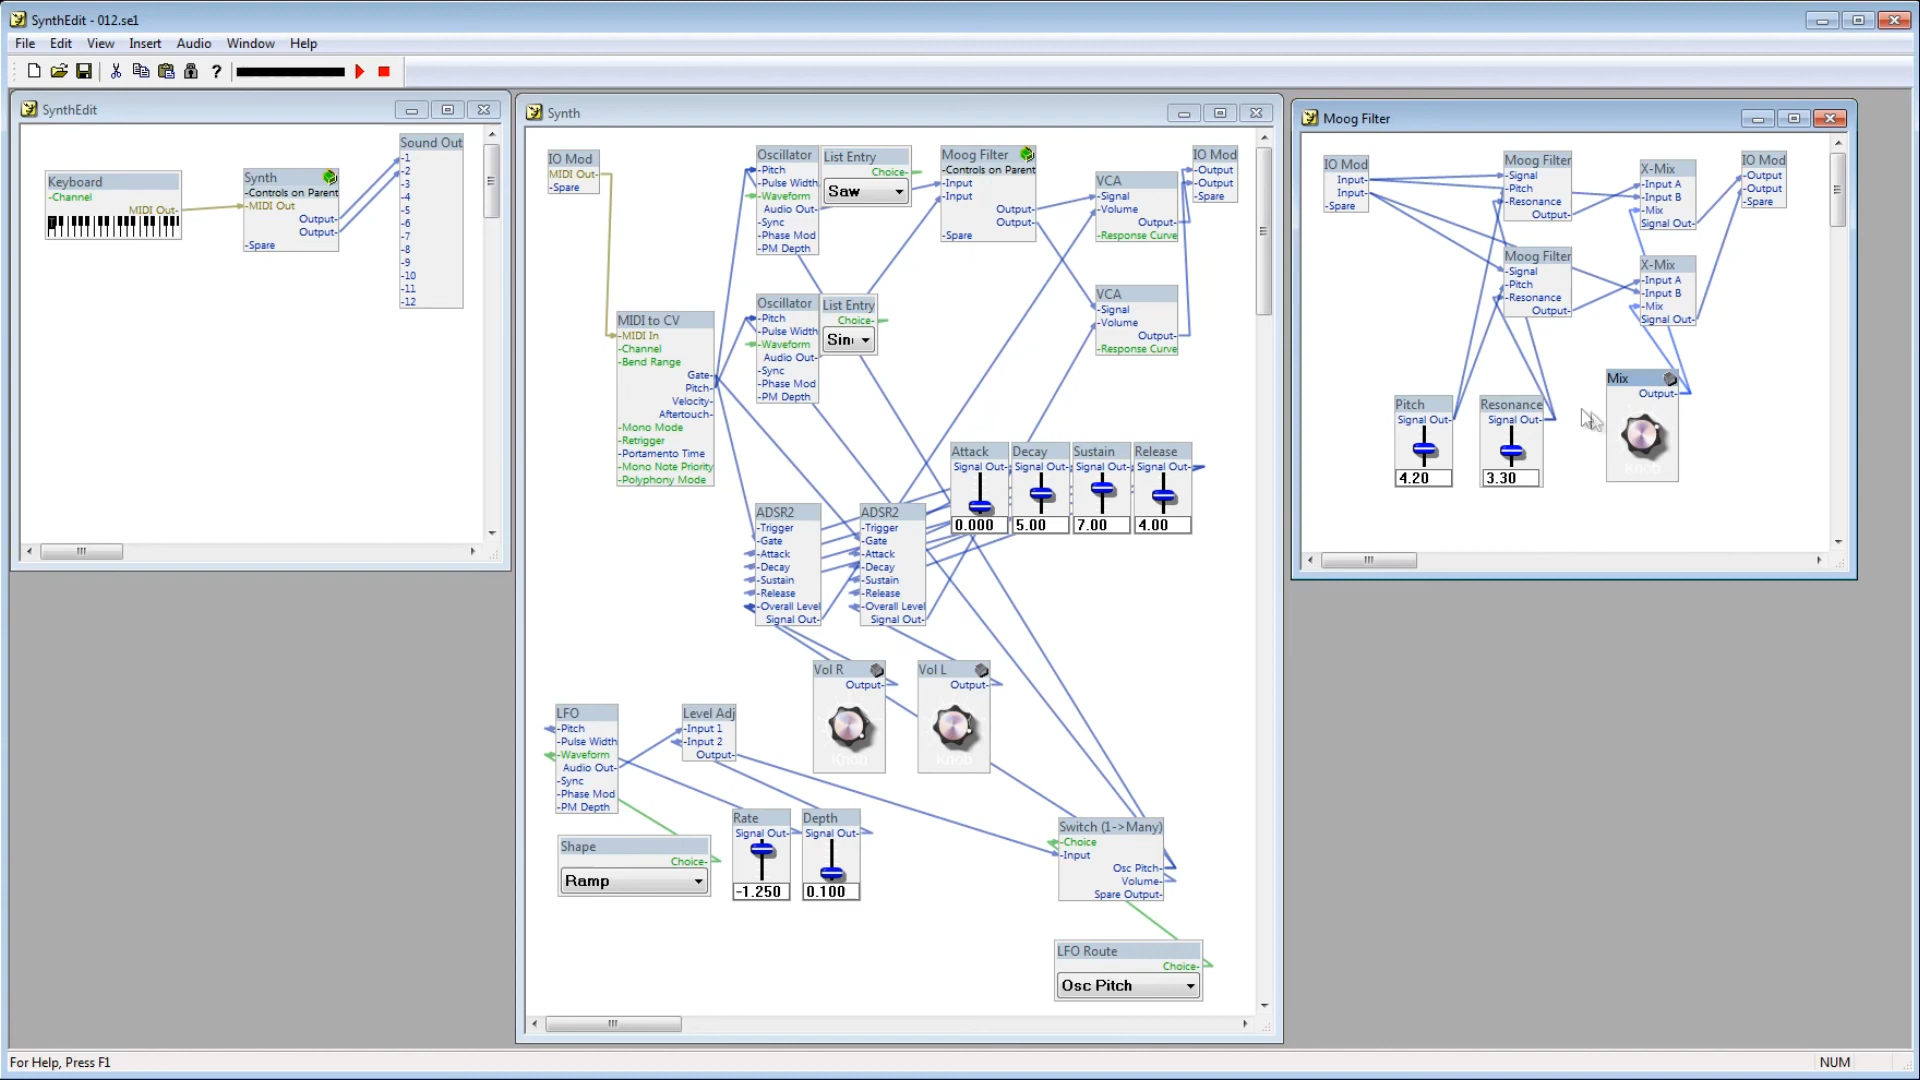 SynthEdit - 012.se1
File Edit View Insert Audio Window Help
SynthEdit
Keyboard
-Channel
MIDI Out-
Synth
-Controls on Parent
-MIDI Out
Output-
Output-
-Spare
Sound Out
-1
-2
-3
-4
-5
-6
-7
-8
-9
-10
-11
-12
Synth
IO Mod
MIDI Out-
-Spare
MIDI to CV
-MIDI In
-Channel
-Bend Range
Gate-
Pitch-
Velocity-
Aftertouch-
-Mono Mode
-Retrigger
-Portamento Time
-Mono Note Priority
-Polyphony Mode
Oscillator
-Pitch
-Pulse Width
-Waveform
Audio Out-
-Sync
-Phase Mod
-PM Depth
List Entry
Choice-
Saw
Oscillator
-Pitch
-Pulse Width
-Waveform
Audio Out-
-Sync
-Phase Mod
-PM Depth
List Entry
Choice-
Moog Filter
-Controls on Parent
-Input
-Input
Output-
Output-
-Spare
VCA
-Signal
-Volume
Output-
-Response Curve
VCA
-Signal
-Volume
Output-
-Response Curve
IO Mod
-Output
-Output
-Spare
Attack
Signal Out-
0.000
Decay
Signal Out-
5.00
Sustain
Signal Out-
7.00
Release
Signal Out-
4.00
ADSR2
-Trigger
-Gate
-Attack
-Decay
-Sustain
-Release
-Overall Level
Signal Out-
ADSR2
-Trigger
-Gate
-Attack
-Decay
-Sustain
-Release
-Overall Level
Signal Out-
Vol R
Output-
Knob
Vol L
Output-
Knob
LFO
-Pitch
-Pulse Width
-Waveform
Audio Out-
-Sync
-Phase Mod
-PM Depth
Level Adj
-Input 1
-Input 2
Output-
Shape
Choice-
Ramp
Rate
Signal Out-
-1.250
Depth
Signal Out-
0.100
Switch (1->Many)
-Choice
-Input
Osc Pitch-
Volume-
Spare Output-
LFO Route
Choice-
Osc Pitch
Moog Filter
IO Mod
Input-
Input-
-Spare
Moog Filter
-Signal
-Pitch
-Resonance
Output-
Moog Filter
-Signal
-Pitch
-Resonance
Output-
X-Mix
-Input A
-Input B
-Mix
Signal Out-
X-Mix
-Input A
-Input B
-Mix
Signal Out-
IO Mod
-Output
-Output
-Spare
Pitch
Signal Out-
4.20
Resonance
Signal Out-
3.30
Mix
Output-
Knob
For Help, Press F1
NUM